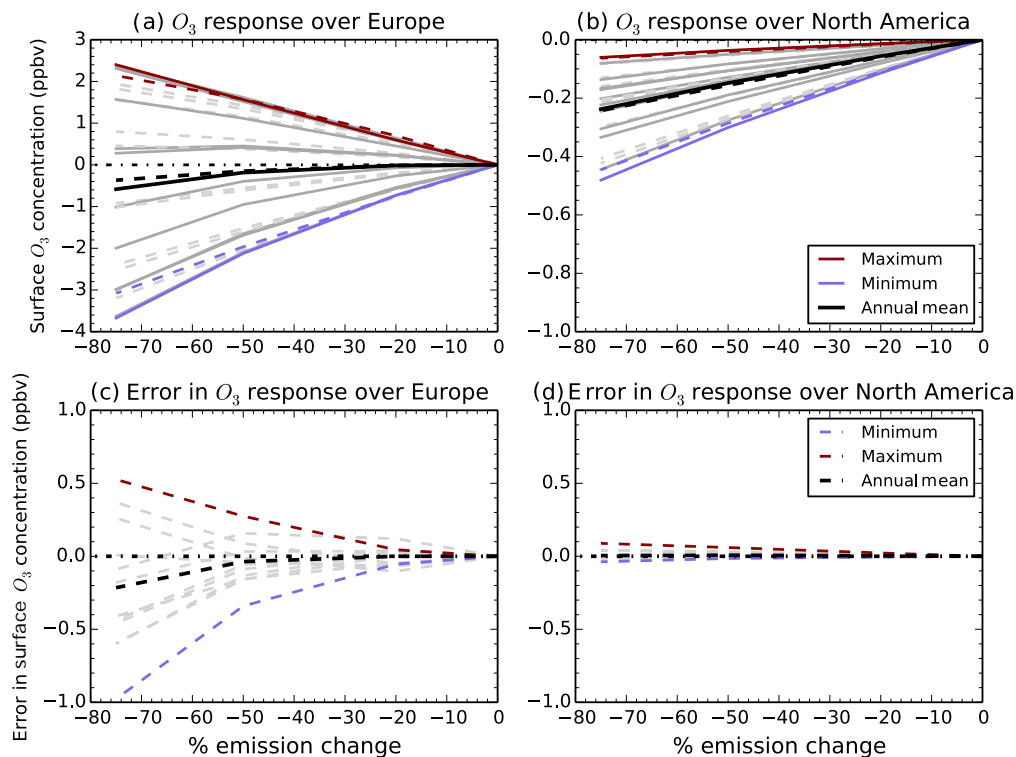 (a) O₃ response over Europe
(b) O₃ response over North America
Surface O₃ concentration (ppbv)
3
2
1
0
−1
−2
−3
−4
−80 −70 −60 −50 −40 −30 −20 −10 0
0.0
−0.2
−0.4
−0.6
−0.8
−1.0
Maximum
Minimum
Annual mean
−80 −70 −60 −50 −40 −30 −20 −10 0
(c) Error in O₃ response over Europe
(d) Error in O₃ response over North America
Error in surface O₃ concentration (ppbv)
1.0
0.5
0.0
−0.5
−1.0
−80 −70 −60 −50 −40 −30 −20 −10 0
% emission change
1.0
0.5
0.0
−0.5
−1.0
Minimum
Maximum
Annual mean
−80 −70 −60 −50 −40 −30 −20 −10 0
% emission change